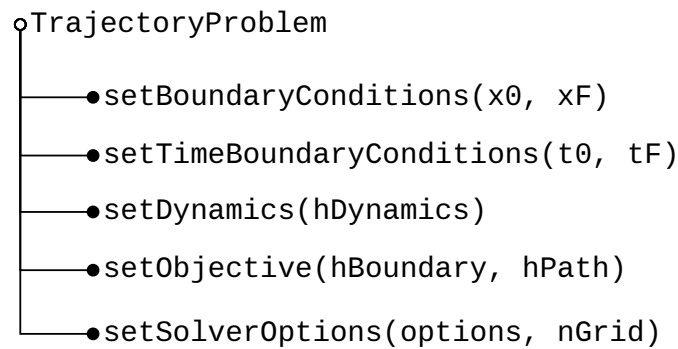 TrajectoryProblem
setBoundaryConditions(x0, xF)
setTimeBoundaryConditions(t0, tF)
setDynamics(hDynamics)
setObjective(hBoundary, hPath)
setSolverOptions(options, nGrid)